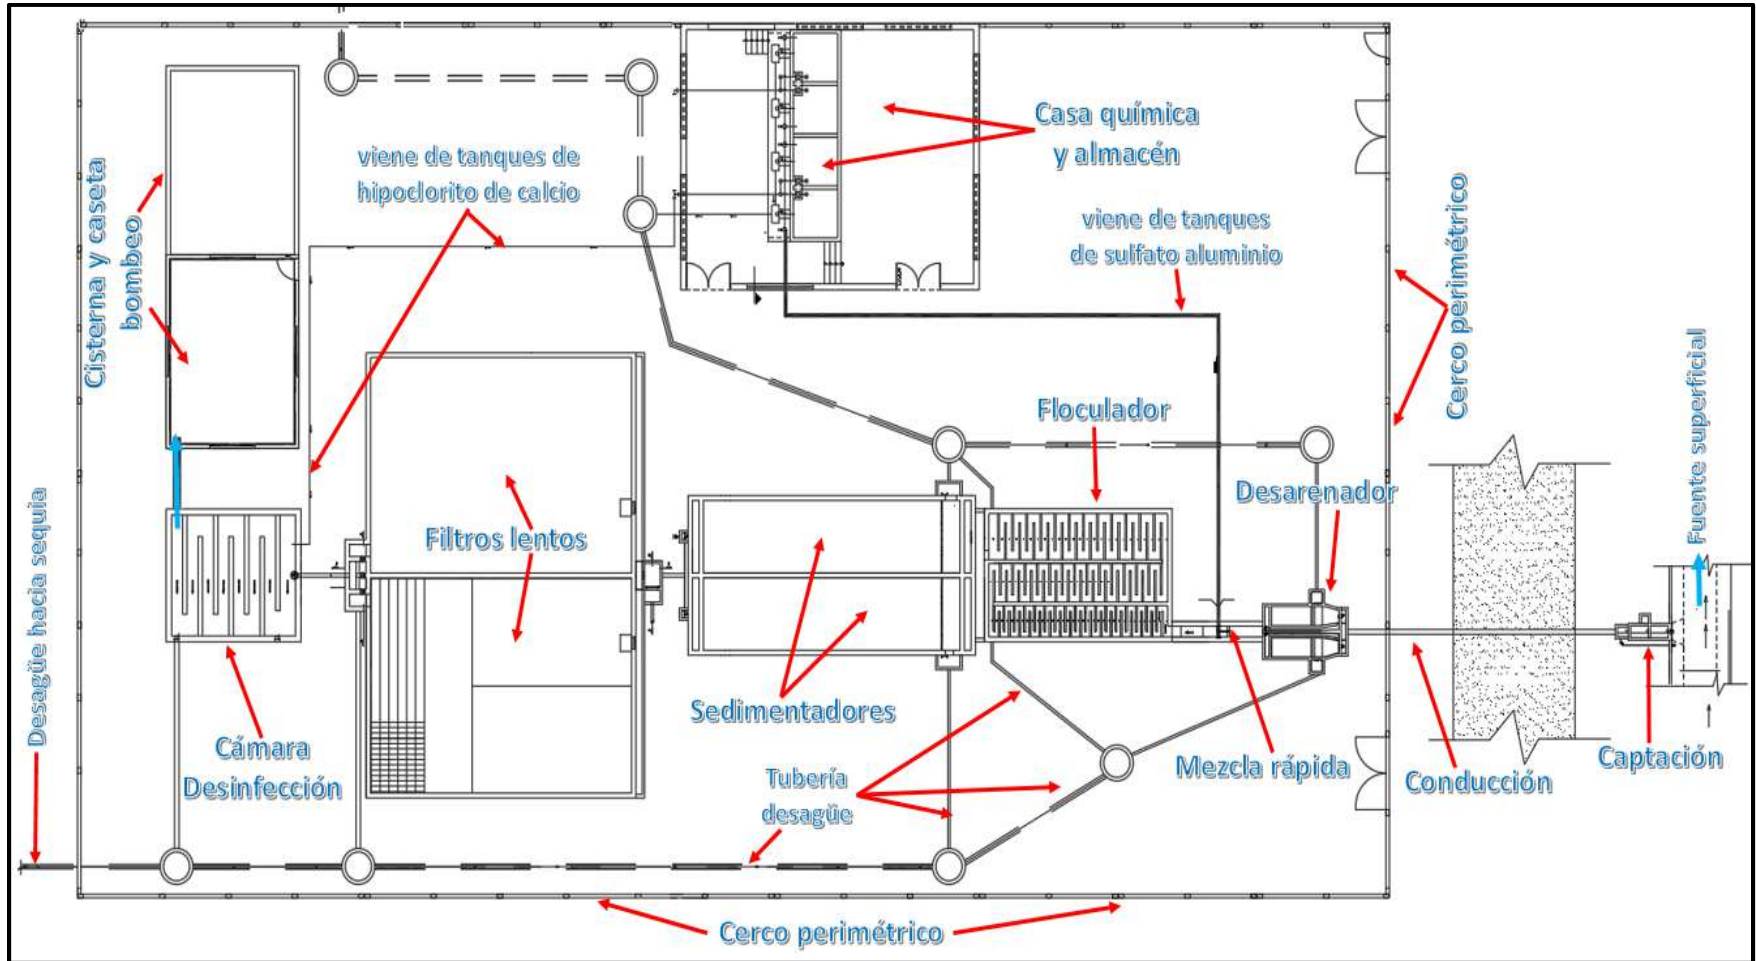 Casa química
y almacén
viene de tanques de
hipoclorito de calcio
Cisterna y caseta
bombeo
viene de tanques
de sulfato aluminio
Cerco perimétrico
Fuente superficial
Floculador
Desarenador
Filtros lentos
Desagüe hacia sequia
Sedimentadores
Cámara
Desinfección
Tubería
desagüe
Mezcla rápida
Conducción
Captación
Cerco perimétrico